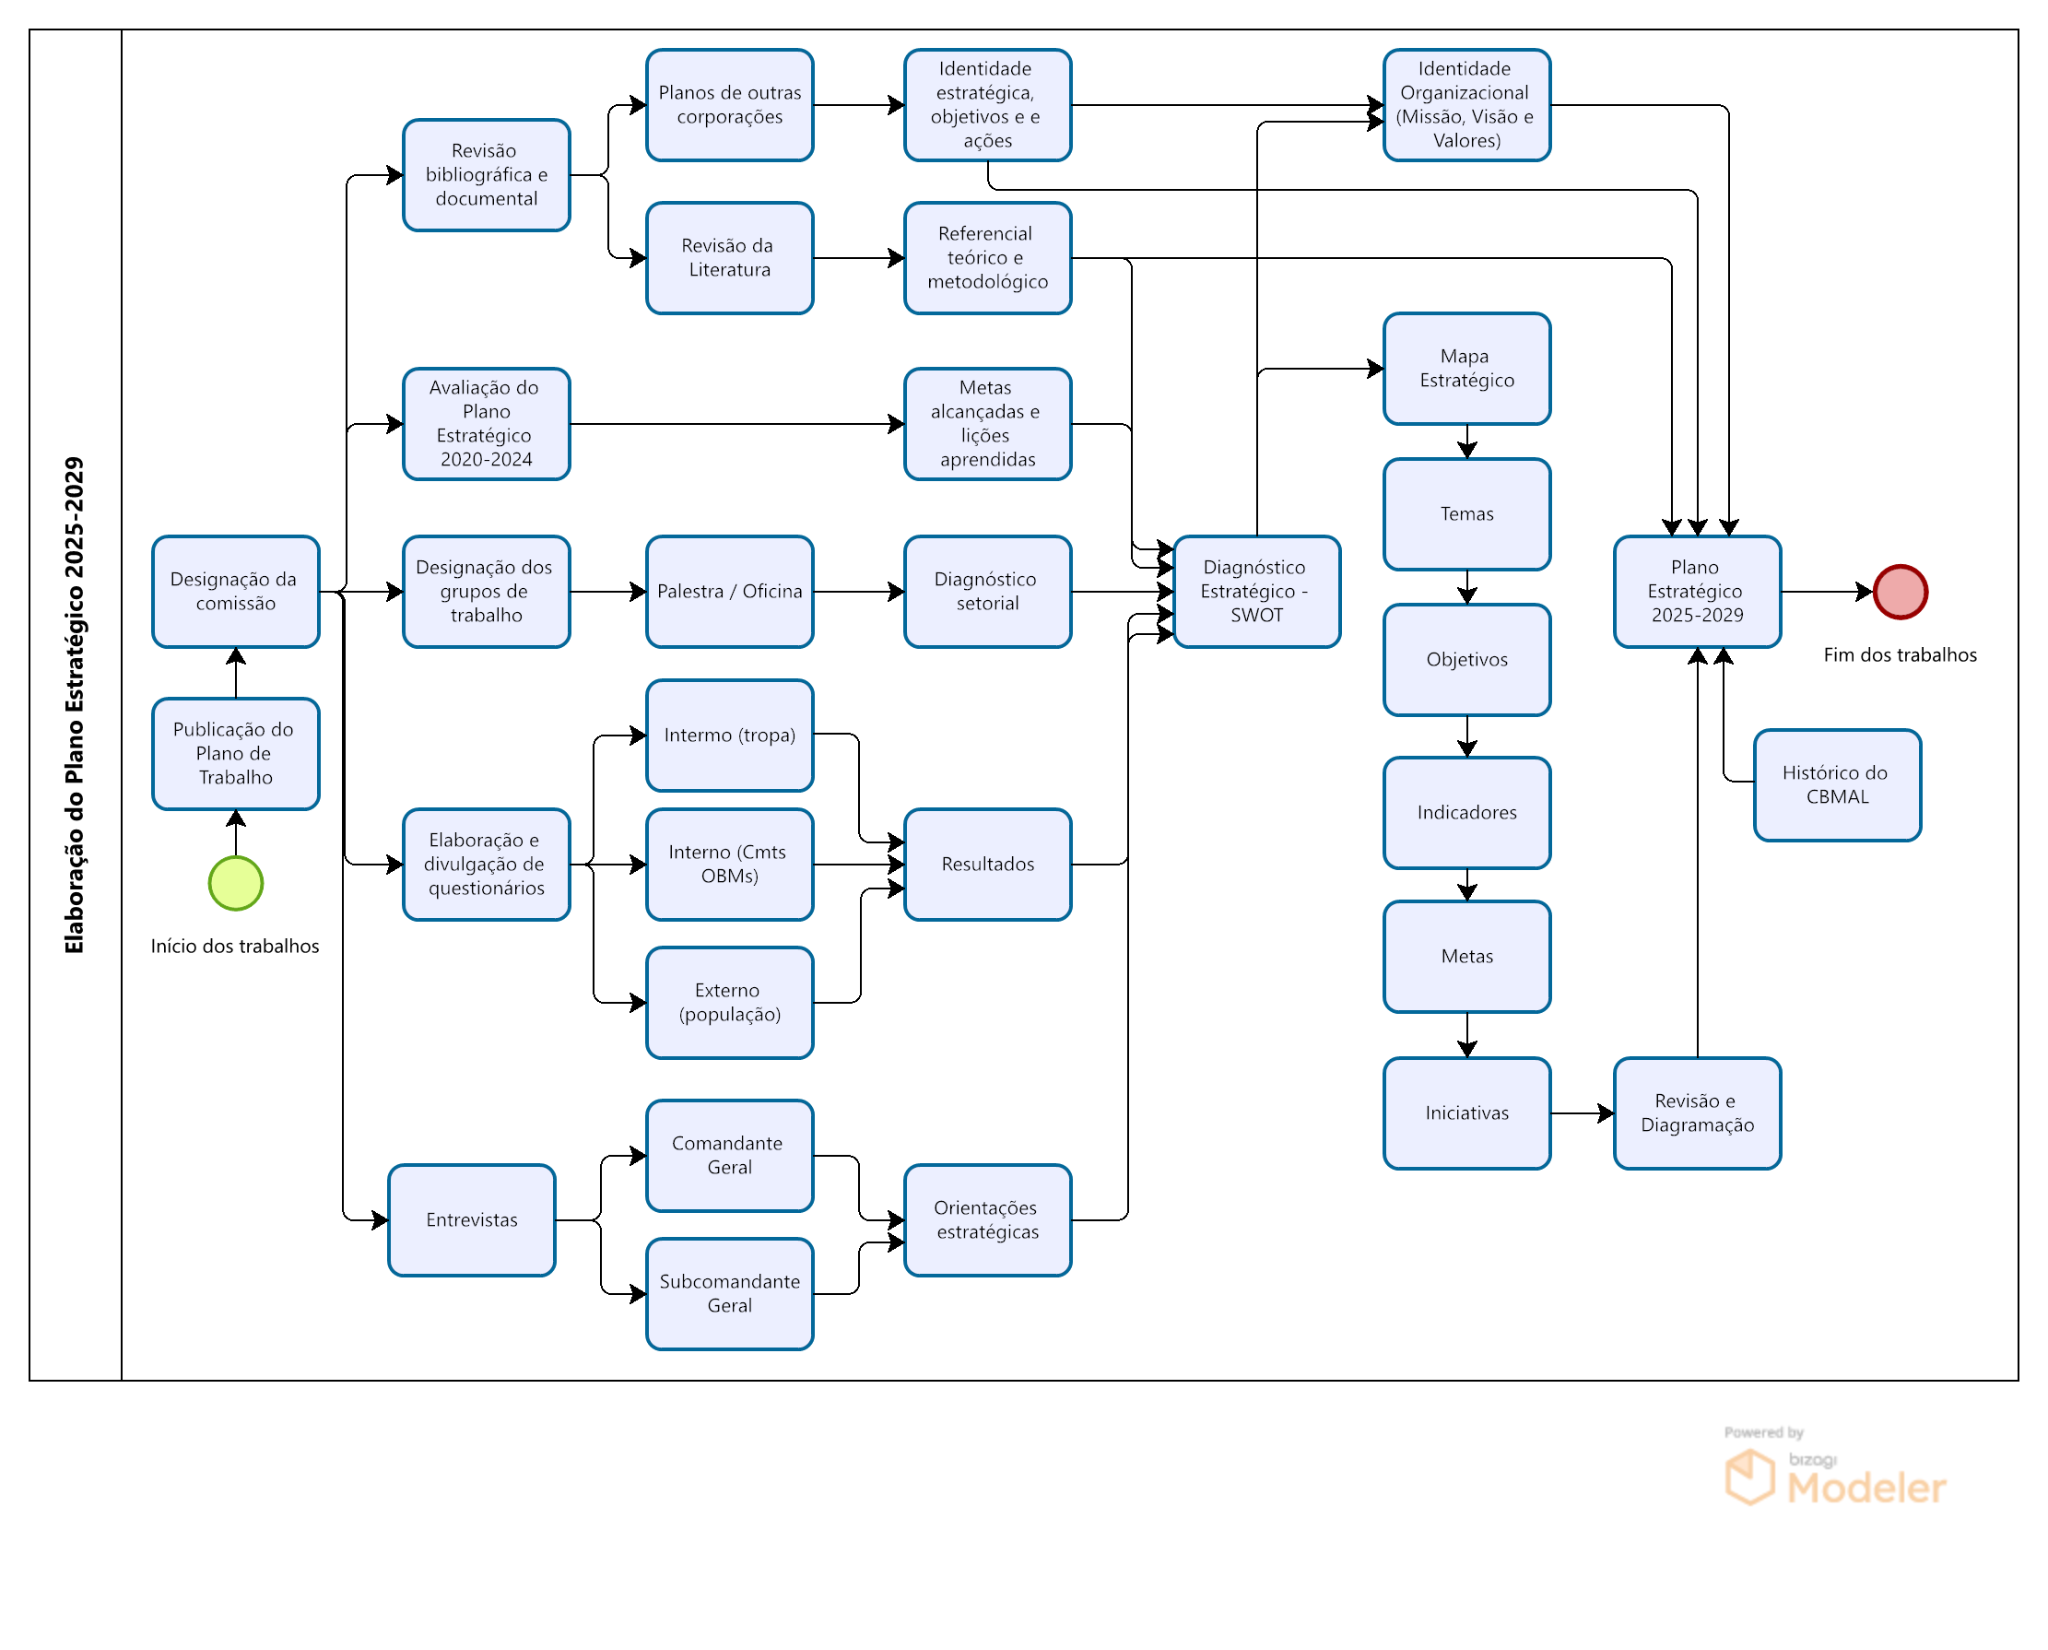 Elaboração do Plano Estratégico 2025-2029
Início dos trabalhos
Publicação do
Plano de
Trabalho
Designação da
comissão
Revisão
bibliográfica e
documental
Planos de outras
corporações
Identidade
estratégica,
objetivos e e
ações
Identidade
Organizacional
(Missão, Visão e
Valores)
Revisão da
Literatura
Referencial
teórico e
metodológico
Avaliação do
Plano
Estratégico
2020-2024
Metas
alcançadas e
lições
aprendidas
Designação dos
grupos de
trabalho
Palestra / Oficina
Diagnóstico
setorial
Diagnóstico
Estratégico -
SWOT
Elaboração e
divulgação de
questionários
Intermo (tropa)
Interno (Cmts
OBMs)
Externo
(população)
Resultados
Entrevistas
Comandante
Geral
Subcomandante
Geral
Orientações
estratégicas
Mapa
Estratégico
Temas
Objetivos
Indicadores
Metas
Iniciativas
Revisão e
Diagramação
Plano
Estratégico
2025-2029
Histórico do
CBMAL
Fim dos trabalhos
Powered by
bizagi
Modeler